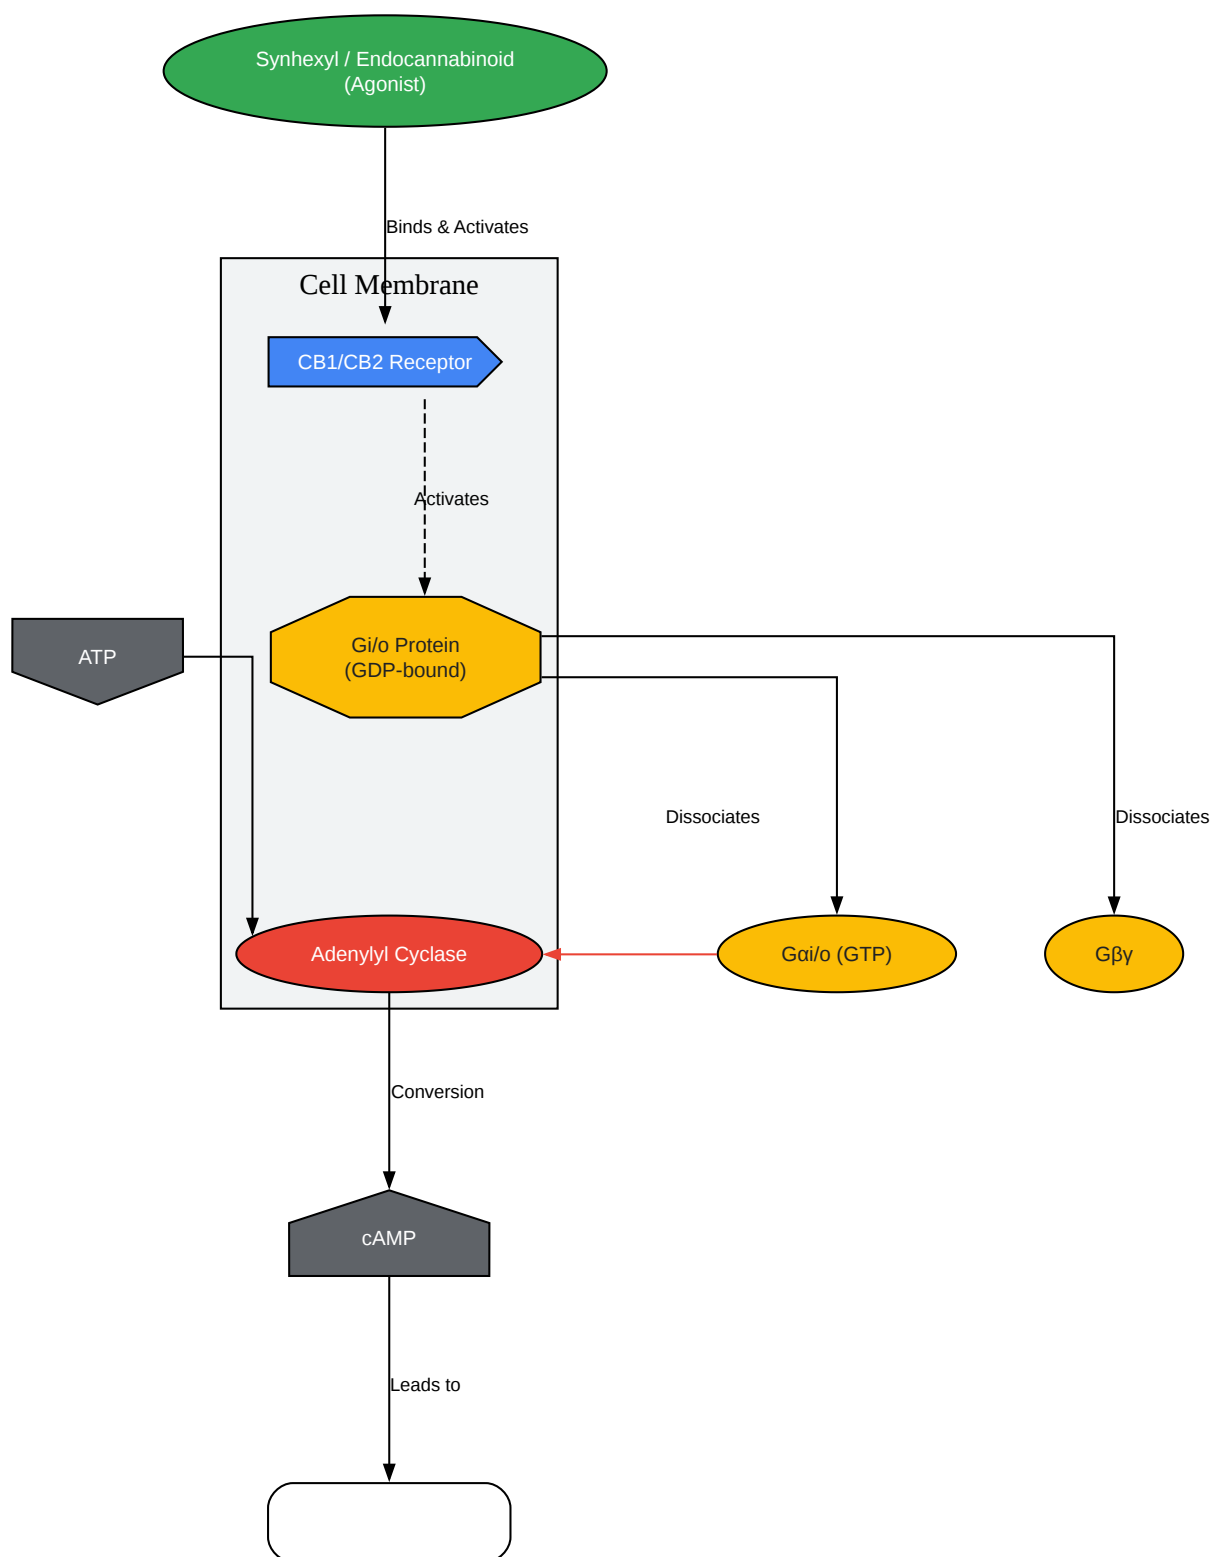 Synhexyl / Endocannabinoid
(Agonist)
Binds & Activates
Cell Membrane
CB1/CB2 Receptor
Activates
ATP
Gi/o Protein
(GDP-bound)
Dissociates
Dissociates
Adenylyl Cyclase
Gαi/o (GTP)
Gβγ
Conversion
cAMP
Leads to